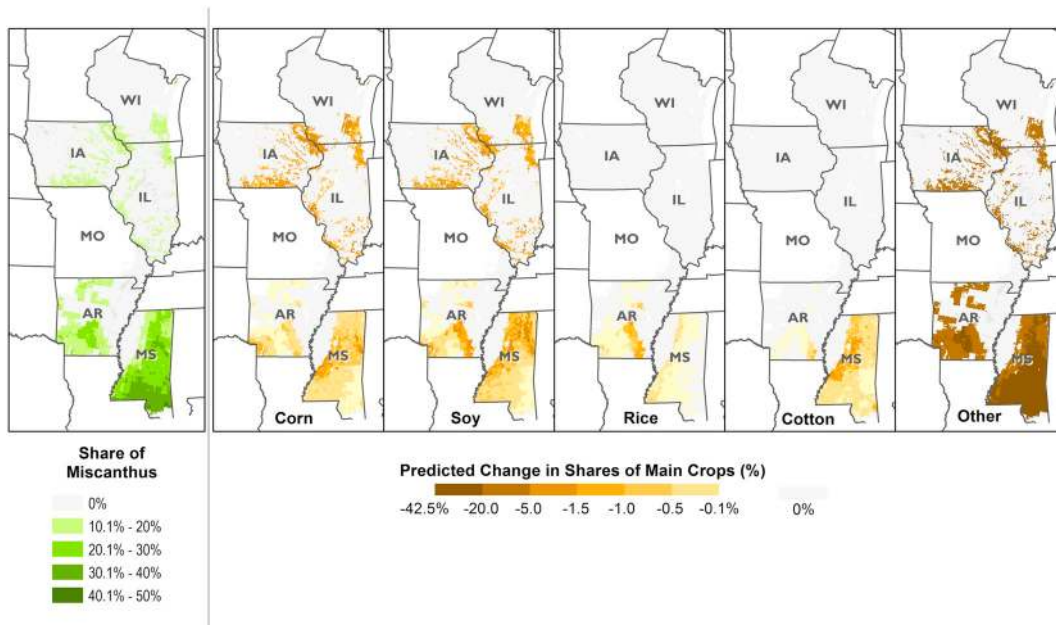 WI
IA
IL
MO
AR
MS
WI
IA
IL
MO
AR
MS
Corn
WI
IA
IL
MO
AR
MS
Soy
WI
IA
IL
MO
AR
MS
Rice
WI
IA
IL
MO
AR
MS
Cotton
WI
IA
IL
MO
AR
MS
Other
Share of
Miscanthus
0%
10.1% - 20%
20.1% - 30%
30.1% - 40%
40.1% - 50%
Predicted Change in Shares of Main Crops (%)
-42.5% -20.0 -5.0 -1.5 -1.0 -0.5 -0.1% 0%